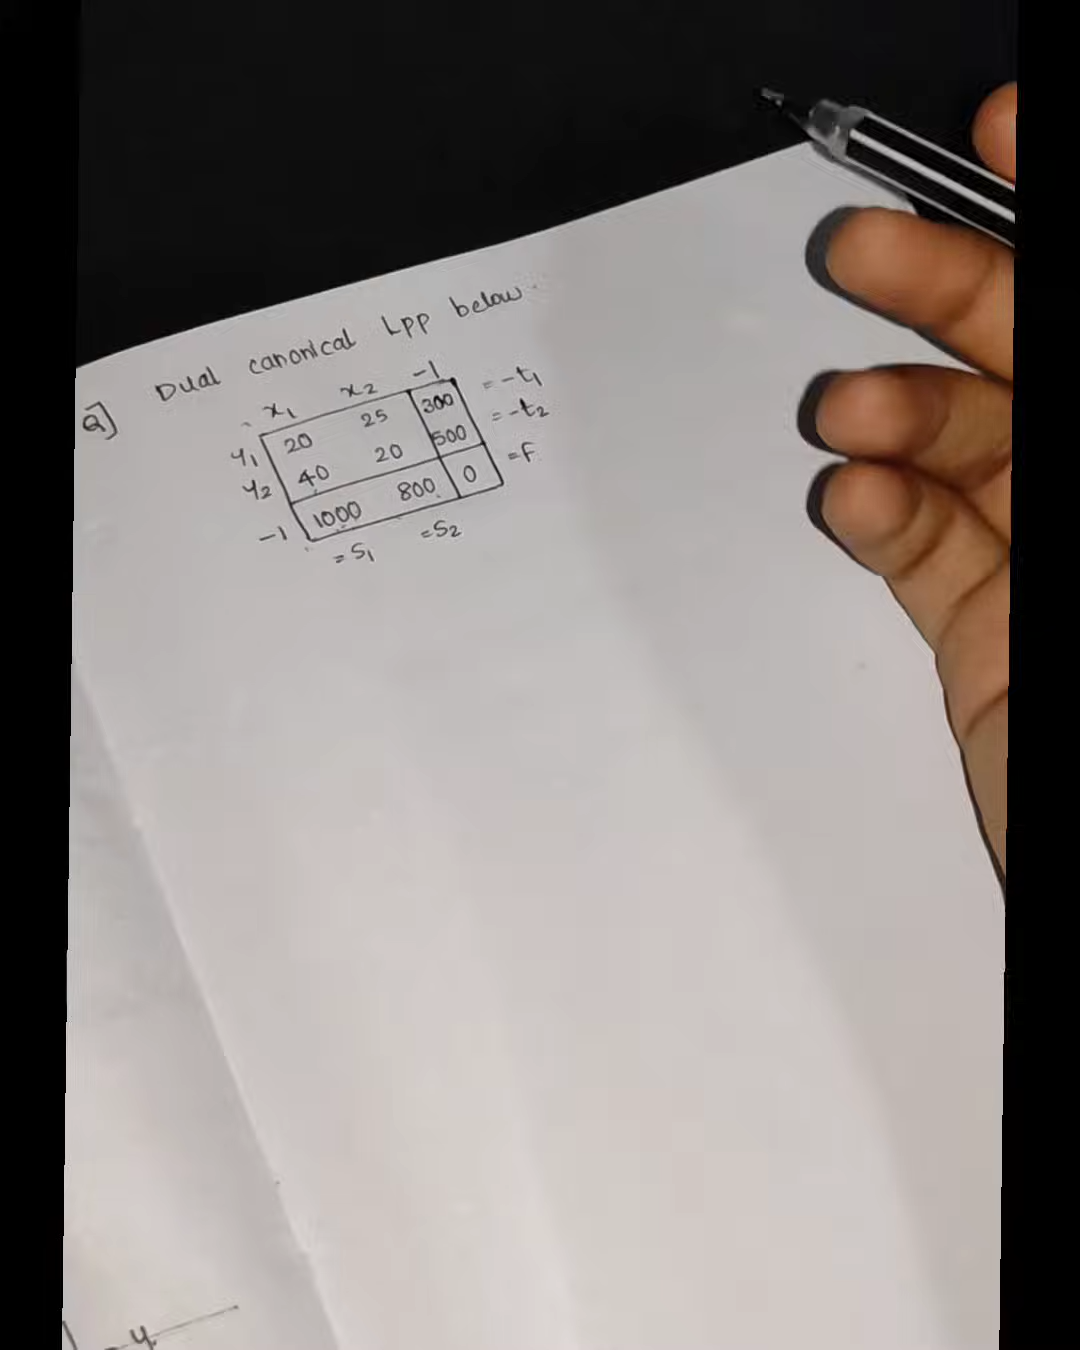 Q] Dual canonical Lpp below.
x1 x2 -1
y1 20 25 300 = -t1
y2 40 20 500 = -t2
-1 1000 800 0 = f
= S1 = S2
y